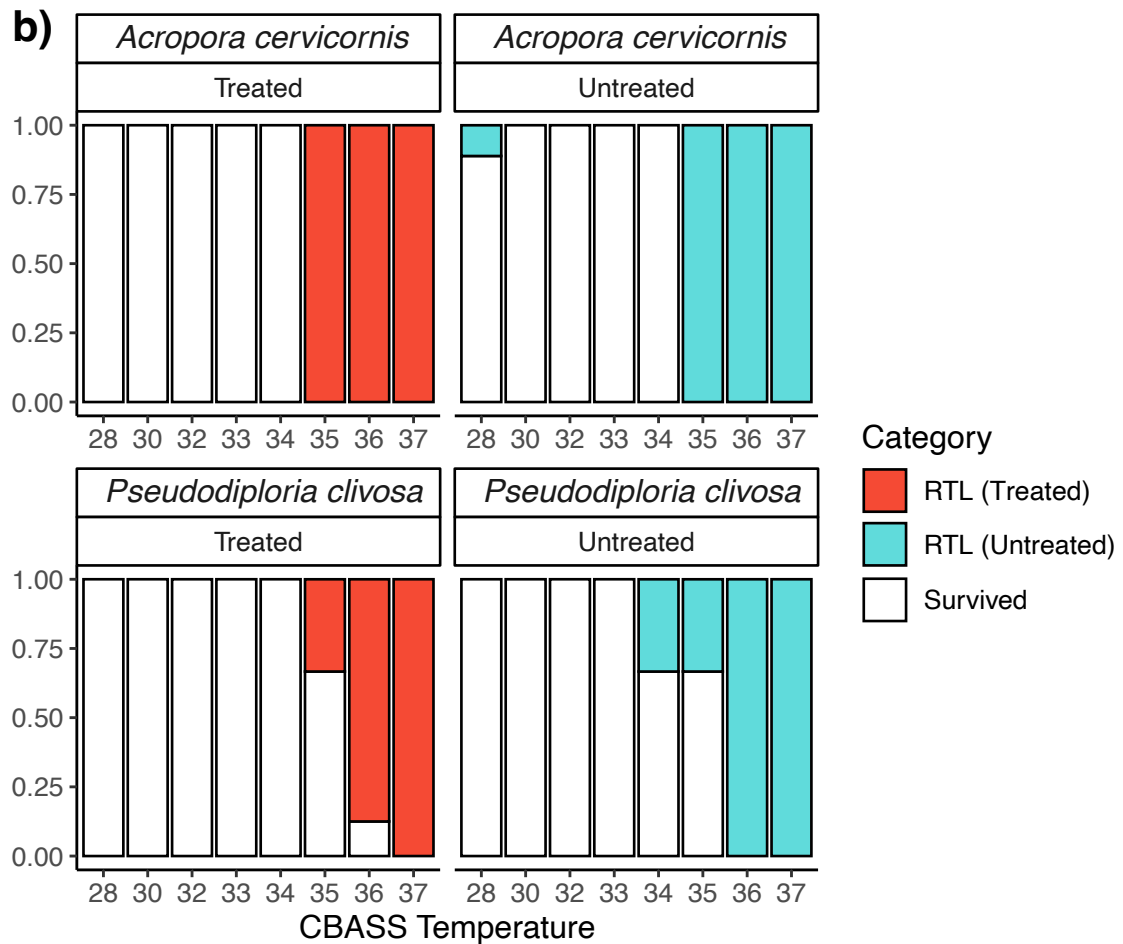 b)
Acropora cervicornis
Acropora cervicornis
Treated
Untreated
1.00
0.75
0.50
0.25
0.00
28 30 32 33 34 35 36 37
28 30 32 33 34 35 36 37
Pseudodiploria clivosa
Pseudodiploria clivosa
Treated
Untreated
1.00
0.75
0.50
0.25
0.00
28 30 32 33 34 35 36 37
28 30 32 33 34 35 36 37
CBASS Temperature
Category
RTL (Treated)
RTL (Untreated)
Survived